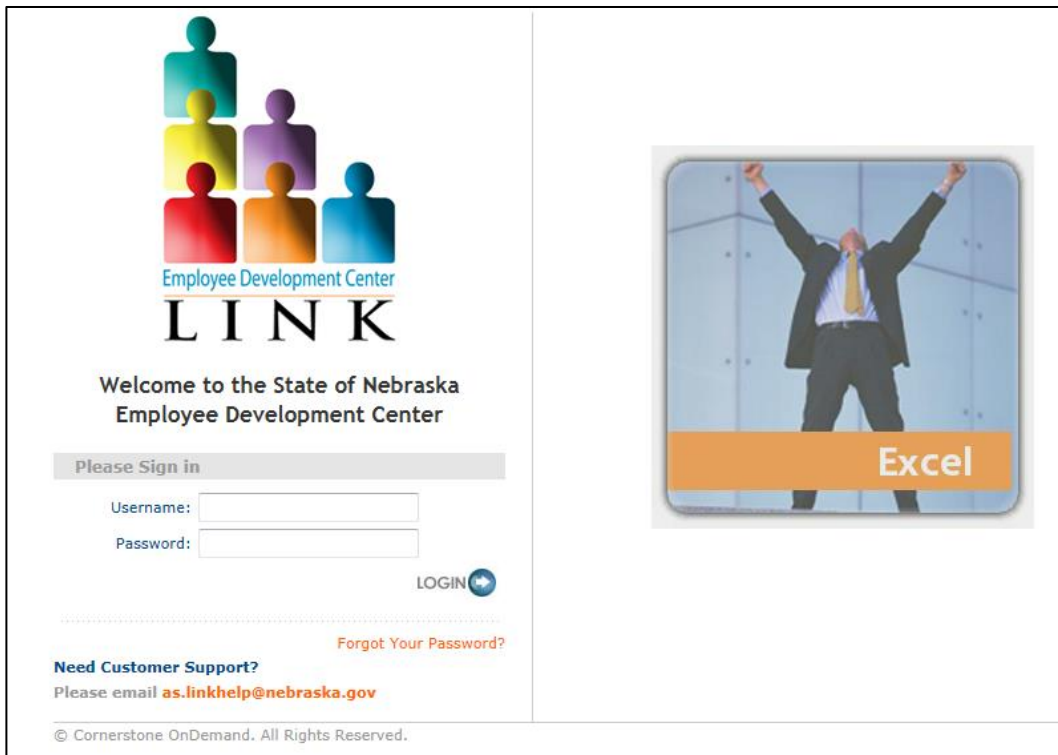 Employee Development Center
LINK
Welcome to the State of Nebraska
Employee Development Center
Please Sign in
Username:
Password:
LOGIN
Forgot Your Password?
Need Customer Support?
Please email as.linkhelp@nebraska.gov
© Cornerstone OnDemand. All Rights Reserved.
Excel